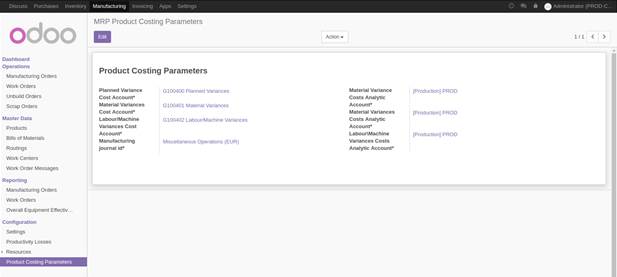 Discuss Purchases Inventory Manufacturing Invoicing Apps Settings Administrator (PROD-C...
odoo
MRP Product Costing Parameters
Edit Action 1 / 1
Dashboard
Operations
Manufacturing Orders
Work Orders
Unbuild Orders
Scrap Orders
Master Data
Products
Bills of Materials
Routings
Work Centers
Work Order Messages
Reporting
Manufacturing Orders
Work Orders
Overall Equipment Effectiv...
Configuration
Settings
Productivity Losses
Resources
Product Costing Parameters
Product Costing Parameters
Planned Variance
Cost Account*
G100400 Planned Variances
Material Variances
Cost Account*
G100401 Material Variances
Labour/Machine
Variances Cost
Account*
G100402 Labour/Machine Variances
Manufacturing
journal id*
Miscellaneous Operations (EUR)
Material Variance
Costs Analytic
Account*
[Production] PROD
Material Variances
Costs Analytic
Account*
[Production] PROD
Labour\Machine
Variances Costs
Analytic Account*
[Production] PROD